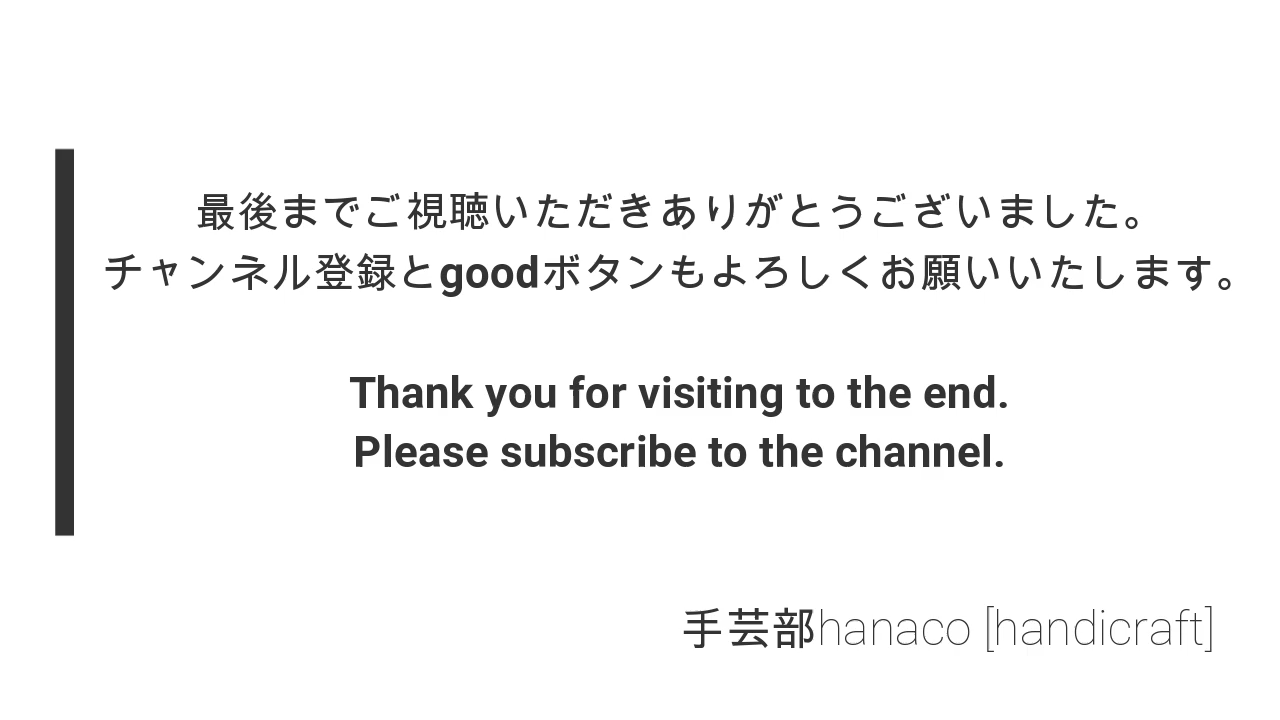 最後までご視聴いただきありがとうございました。
チャンネル登録とgoodボタンもよろしくお願いいたします。
Thank you for visiting to the end.
Please subscribe to the channel.
手芸部hanaco [handicraft]